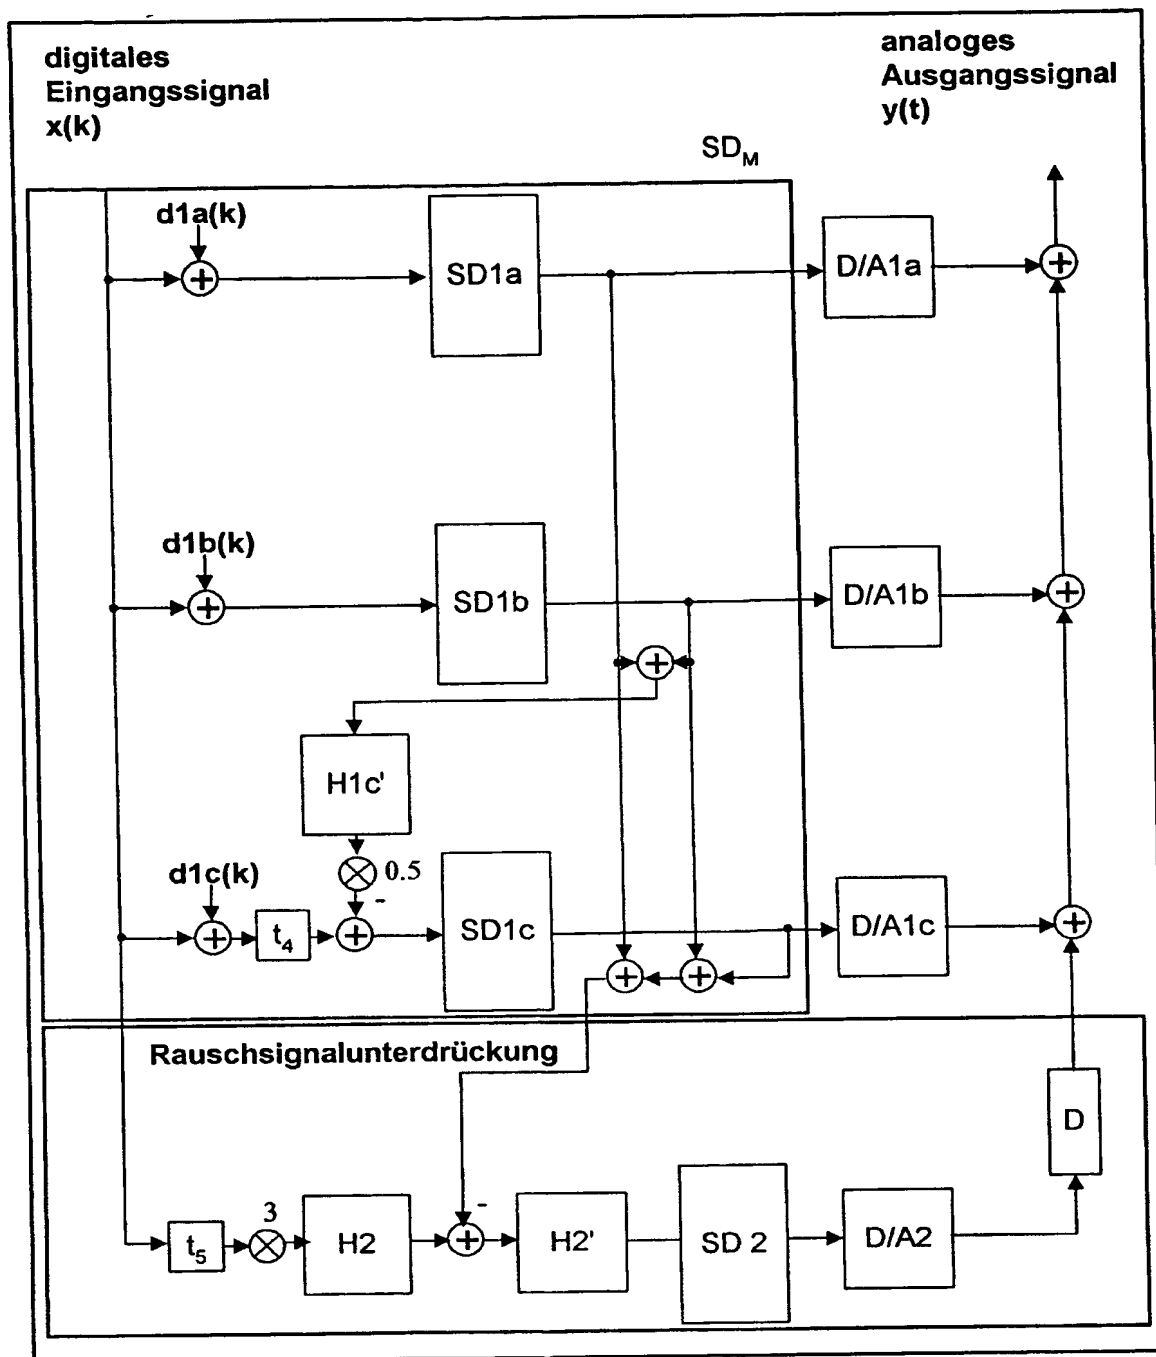 digitales
Eingangssignal
x(k)
analoges
Ausgangssignal
y(t)
SD_M
d1a(k)
+
SD1a
D/A1a
+
d1b(k)
+
SD1b
D/A1b
+
+
H1c'
0.5
-
d1c(k)
+
t_4
+
SD1c
D/A1c
+
+
+
Rauschsignalunterdrückung
D
-
3
t_5
H2
+
H2'
SD 2
D/A2